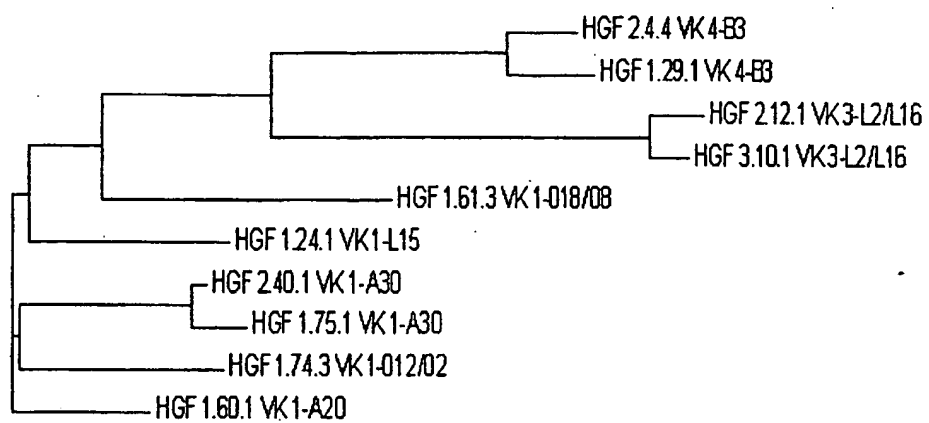 HGF 2.4.4 VK4-B3
HGF 1.29.1 VK4-B3
HGF 2.12.1 VK3-L2/L16
HGF 3.10.1 VK3-L2/L16
HGF 1.61.3 VK1-018/08
HGF 1.24.1 VK1-L15
HGF 2.40.1 VK1-A30
HGF 1.75.1 VK1-A30
HGF 1.74.3 VK1-012/02
HGF 1.60.1 VK1-A20